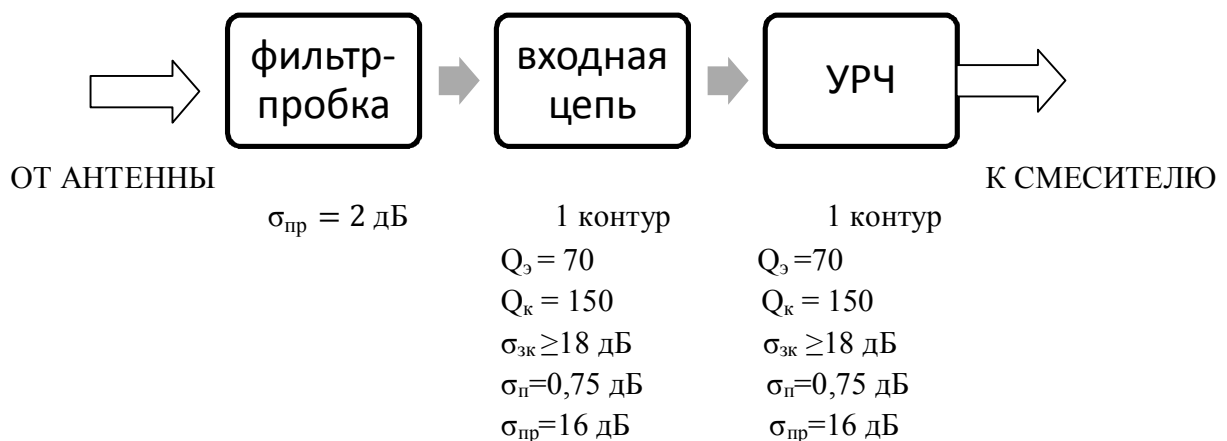 фильтр-
пробка
входная
цепь
УРЧ
ОТ АНТЕННЫ
К СМЕСИТЕЛЮ
σпр = 2 дБ
1 контур
1 контур
Qэ = 70
Qэ =70
Qк = 150
Qк = 150
σзк ≥18 дБ
σзк ≥18 дБ
σп=0,75 дБ
σп=0,75 дБ
σпр=16 дБ
σпр=16 дБ